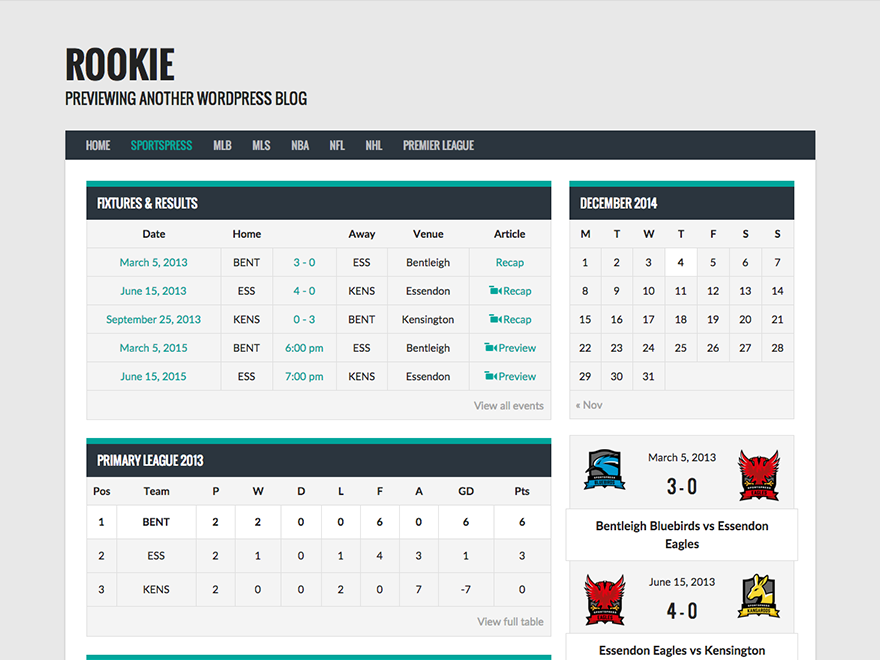 ROOKIE
PREVIEWING ANOTHER WORDPRESS BLOG
HOME SPORTSPRESS MLB MLS NBA NFL NHL PREMIER LEAGUE
FIXTURES & RESULTS
Date Home Away Venue Article
March 5, 2013 BENT 3 - 0 ESS Bentleigh Recap
June 15, 2013 ESS 4 - 0 KENS Essendon Recap
September 25, 2013 KENS 0 - 3 BENT Kensington Recap
March 5, 2015 BENT 6:00 pm ESS Bentleigh Preview
June 15, 2015 ESS 7:00 pm KENS Essendon Preview
View all events
PRIMARY LEAGUE 2013
Pos Team P W D L F A GD Pts
1 BENT 2 2 0 0 6 0 6 6
2 ESS 2 1 0 1 4 3 1 3
3 KENS 2 0 0 2 0 7 -7 0
View full table
DECEMBER 2014
M T W T F S S
1 2 3 4 5 6 7
8 9 10 11 12 13 14
15 16 17 18 19 20 21
22 23 24 25 26 27 28
29 30 31
« Nov
March 5, 2013
3 - 0
EAGLES
Bentleigh Bluebirds vs Essendon
Eagles
June 15, 2013
4 - 0
EAGLES
KANGAROOS
Essendon Eagles vs Kensington